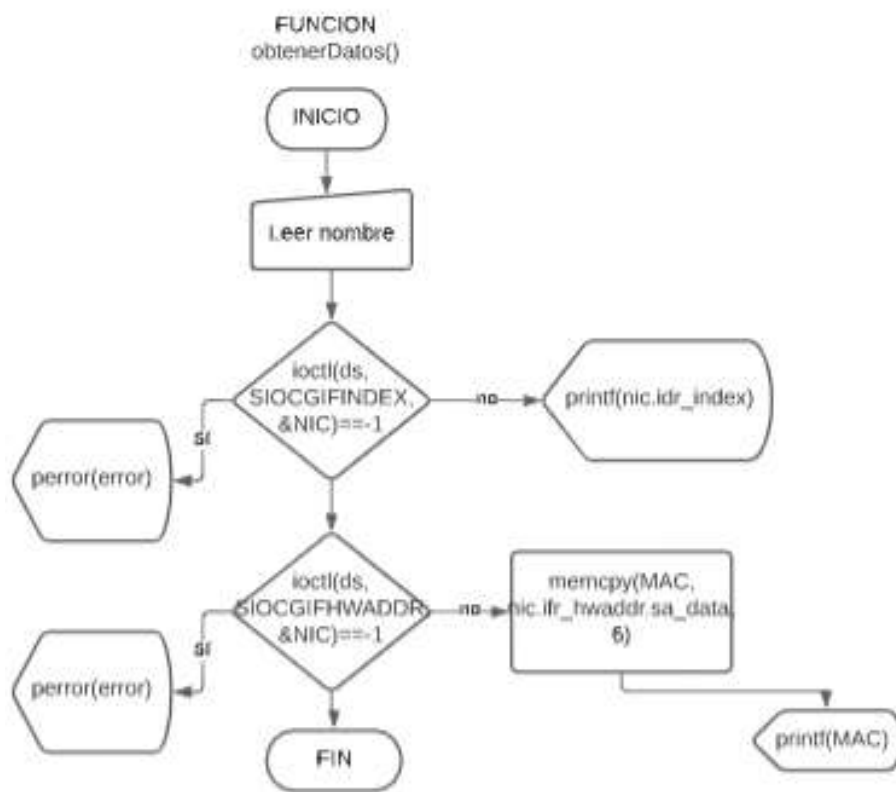 FUNCION
obtenerDatos()
INICIO
Leer nombre
ioctl(ds,
SIOCGIFINDEX,
&NIC)==-1
no
printf(nic.idr_index)
SI
perror(error)
ioctl(ds,
SIOCGIFHWADDR
&NIC)==-1
no
memcpy(MAC,
nic.ifr_hwaddr.sa_data,
6)
SI
perror(error)
printf(MAC)
FIN